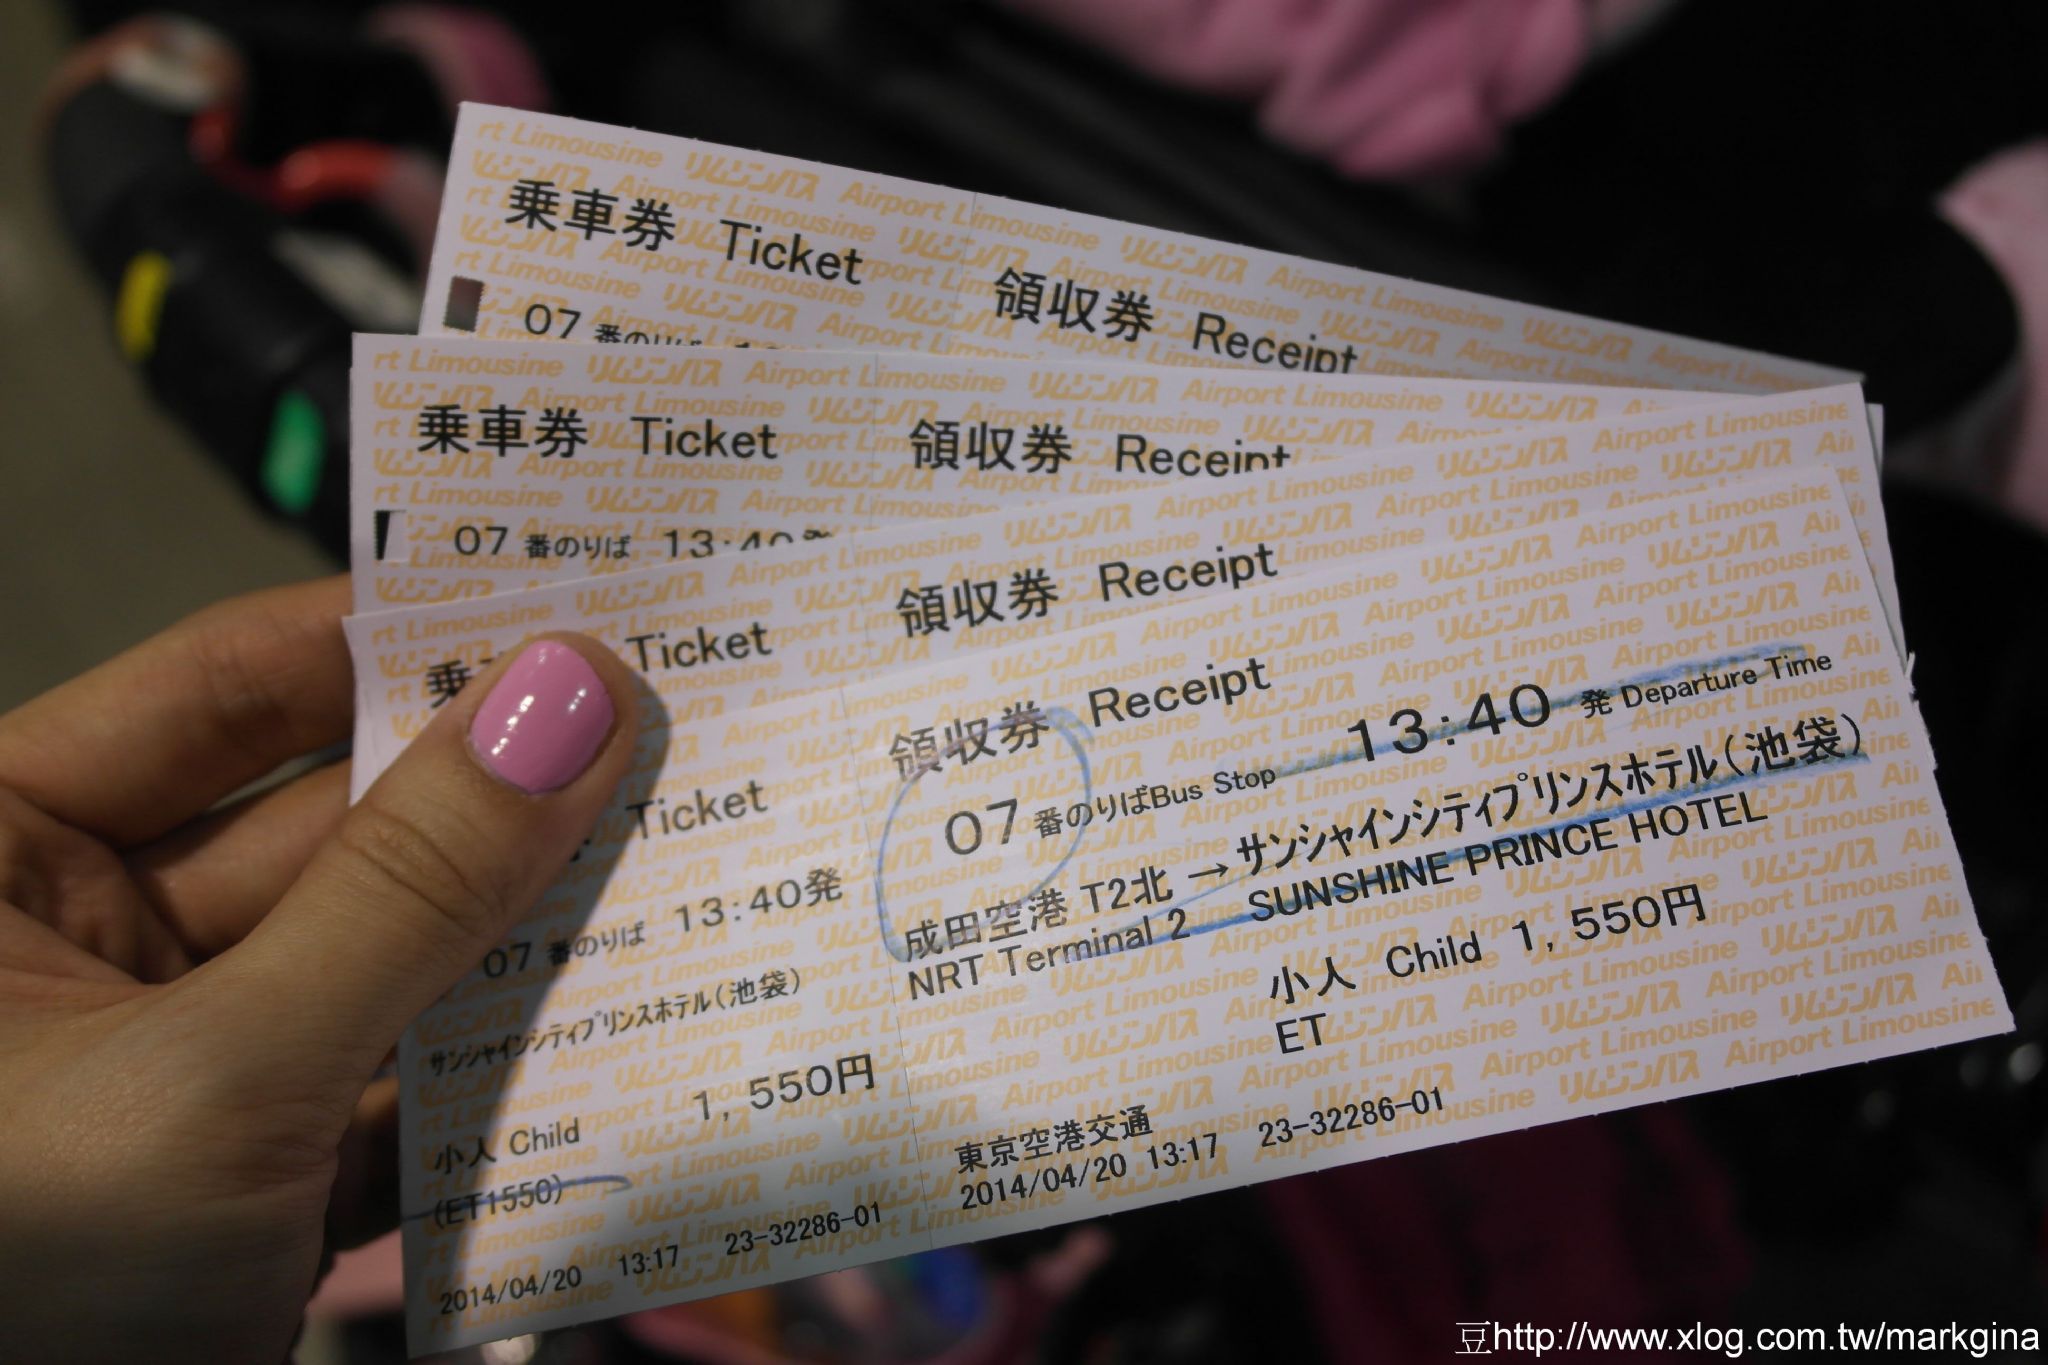 乗車券 Ticket 領収券 Receipt
07 番のりば
乗車券 Ticket 領収券 Receipt
07 番のりば 13:40発
Ticket 領収券 Receipt
Ticket 領収券 Receipt
07 番のりば 13:40発
サンシャインシティプリンスホテル(池袋)
小人 Child 1,550円
(ET1550)
2014/04/20 13:17 23-32286-01
07 番のりばBus Stop 13:40 発 Departure Time
成田空港 T2北 → サンシャインシティプリンスホテル(池袋)
NRT Terminal 2 SUNSHINE PRINCE HOTEL
小人 Child 1,550円
ET
東京空港交通
2014/04/20 13:17 23-32286-01
Airport Limousine リムジンバス
豆http://www.xlog.com.tw/markgina